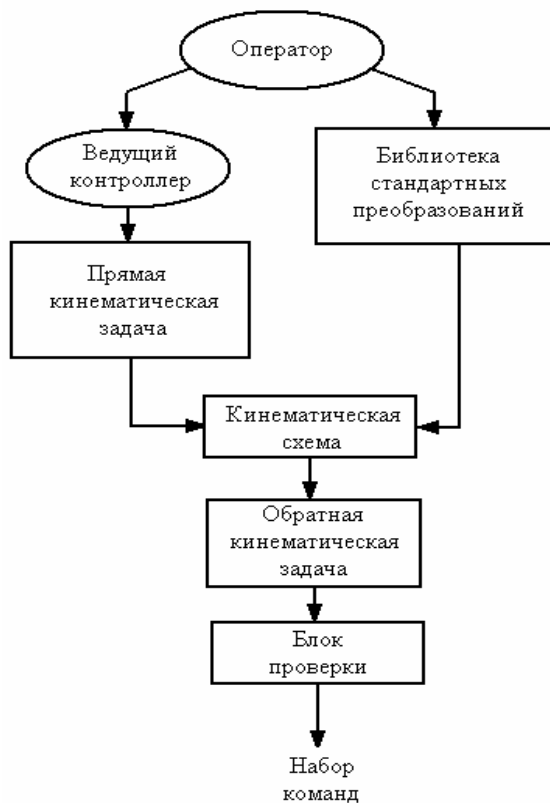 Оператор
Ведущий
контроллер
Библиотека
стандартных
преобразований
Прямая
кинематическая
задача
Кинематическая
схема
Обратная
кинематическая
задача
Блок
проверки
Набор
команд